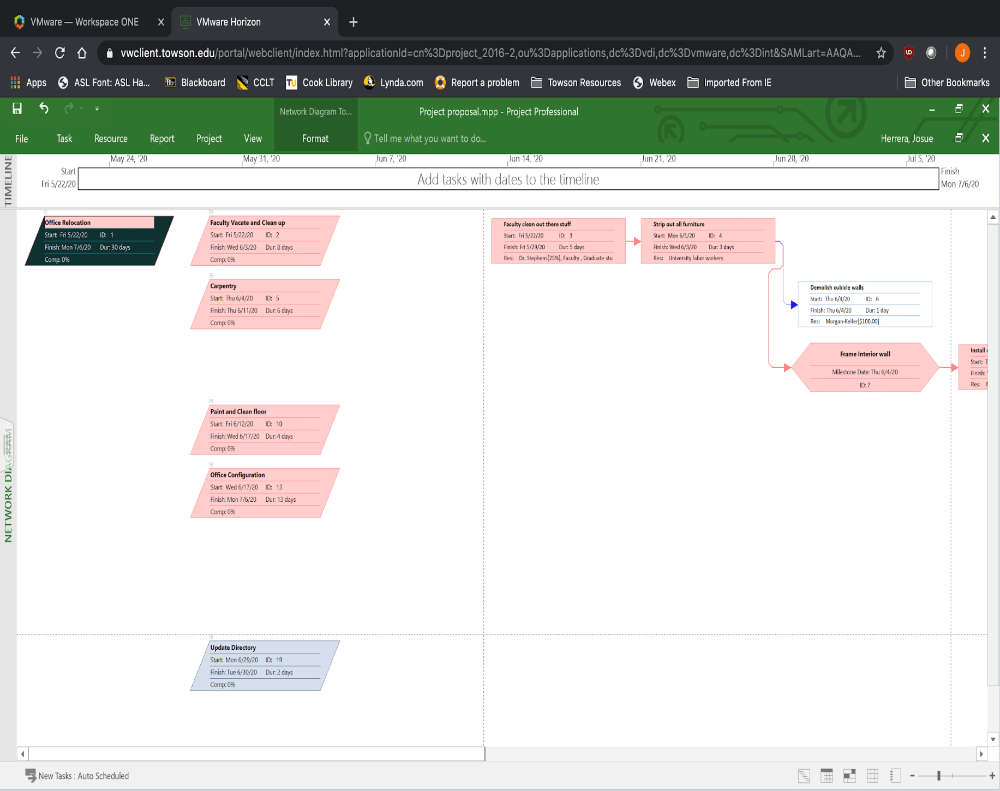 VMware — Workspace ONE
VMware Horizon
vwclient.towson.edu/portal/webclient/index.html?applicationId=cn%3Dproject_2016-2,ou%3Dapplications,dc%3Dvdi,dc%3Dvmware,dc%3Dint&SAMLart=AAQA...
J
Apps
ASL Font: ASL Ha...
Bb Blackboard
CCLT
TU Cook Library
Lynda.com
Report a problem
Towson Resources
Webex
Imported From IE
Other Bookmarks
Network Diagram To...
Project proposal.mpp - Project Professional
File
Task
Resource
Report
Project
View
Format
Tell me what you want to do...
Herrera, Josue
TIMELINE
May 24, '20
May 31, '20
Jun 7, '20
Jun 14, '20
Jun 21, '20
Jun 28, '20
Jul 5, '20
Start
Fri 5/22/20
Add tasks with dates to the timeline
Finish
Mon 7/6/20
NETWORK DIAGRAM
Office Relocation
Start: Fri 5/22/20 ID: 1
Finish: Mon 7/6/20 Dur: 30 days
Comp: 0%
Faculty Vacate and Clean up
Start: Fri 5/22/20 ID: 2
Finish: Wed 6/3/20 Dur: 8 days
Comp: 0%
Faculty clean out there stuff
Start: Fri 5/22/20 ID: 3
Finish: Fri 5/29/20 Dur: 5 days
Res: Dr. Stephens[25%], Faculty , Graduate stu
Strip out all furniture
Start: Mon 6/1/20 ID: 4
Finish: Wed 6/3/20 Dur: 3 days
Res: University labor workers
Carpentry
Start: Thu 6/4/20 ID: 5
Finish: Thu 6/11/20 Dur: 6 days
Comp: 0%
Demolish cubicle walls
Start: Thu 6/4/20 ID: 6
Finish: Thu 6/4/20 Dur: 1 day
Res: Morgan-Keller[$100.00]
Frame Interior wall
Milestone Date: Thu 6/4/20
ID: 7
Install
Start:
Finish:
Res:
Paint and Clean floor
Start: Fri 6/12/20 ID: 10
Finish: Wed 6/17/20 Dur: 4 days
Comp: 0%
Office Configuration
Start: Wed 6/17/20 ID: 13
Finish: Mon 7/6/20 Dur: 13 days
Comp: 0%
Update Directory
Start: Mon 6/29/20 ID: 19
Finish: Tue 6/30/20 Dur: 2 days
Comp: 0%
New Tasks : Auto Scheduled